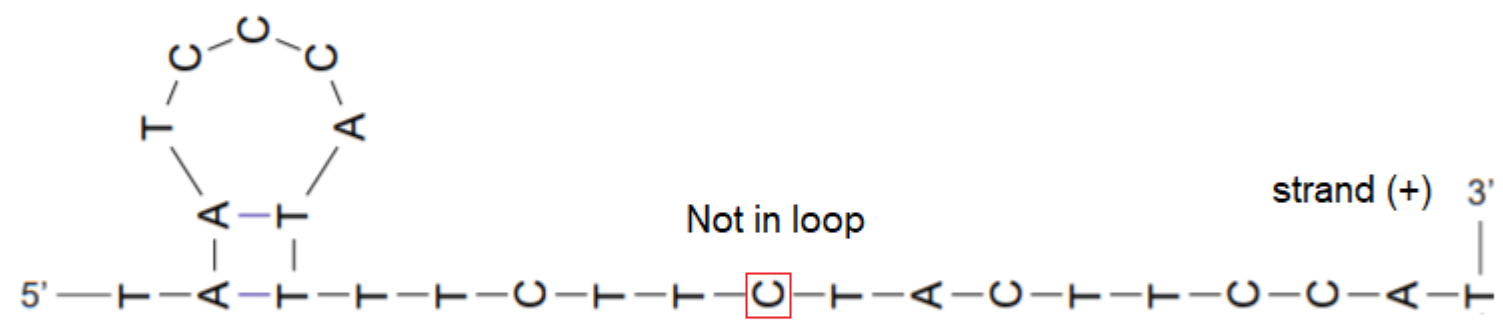 C
C C
T A
strand (+) 3'
A T
Not in loop
5' T A T T T C T T C T A C T T C C A T